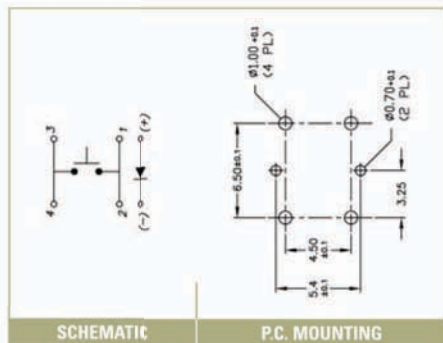 3
1
(+)
4
2
(−)
Ø1.00 +0.1
(4 PL)
Ø0.70 +0.1
(2 PL)
6.50±0.1
3.25
4.50
±0.1
5.4
±0.1
SCHEMATIC
P.C. MOUNTING